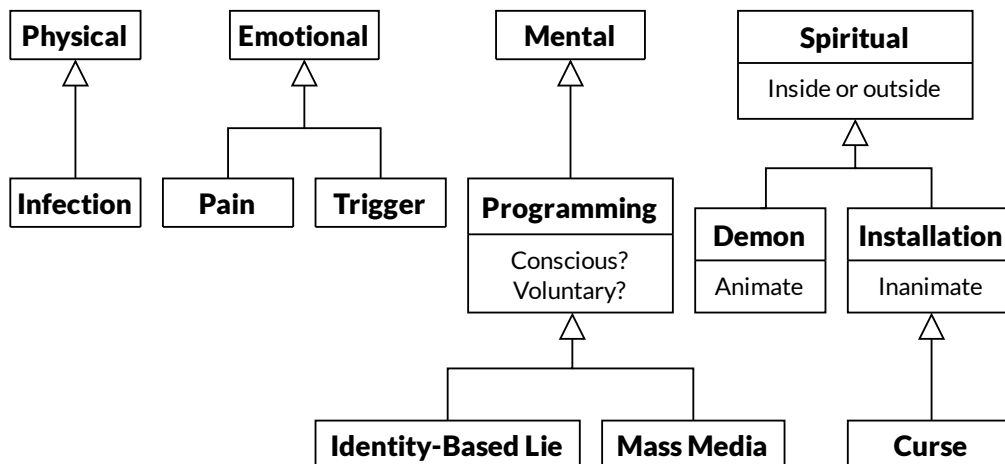 Physical
Emotional
Mental
Spiritual
Inside or outside
Infection
Pain
Trigger
Programming
Conscious?
Voluntary?
Demon
Animate
Installation
Inanimate
Identity-Based Lie
Mass Media
Curse